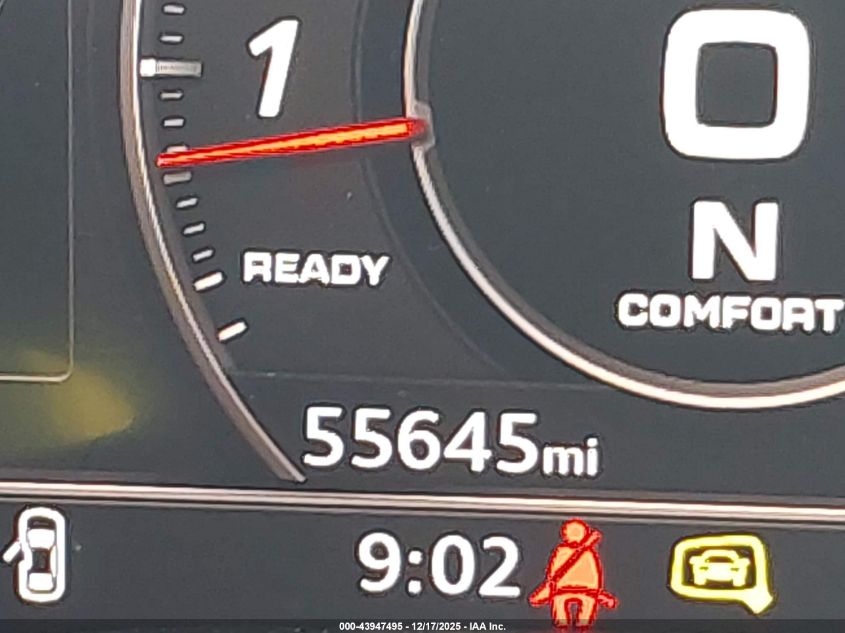 1
0
N
COMFORT
READY
55645mi
9:02
000-43947495 - 12/17/2025 - IAA Inc.